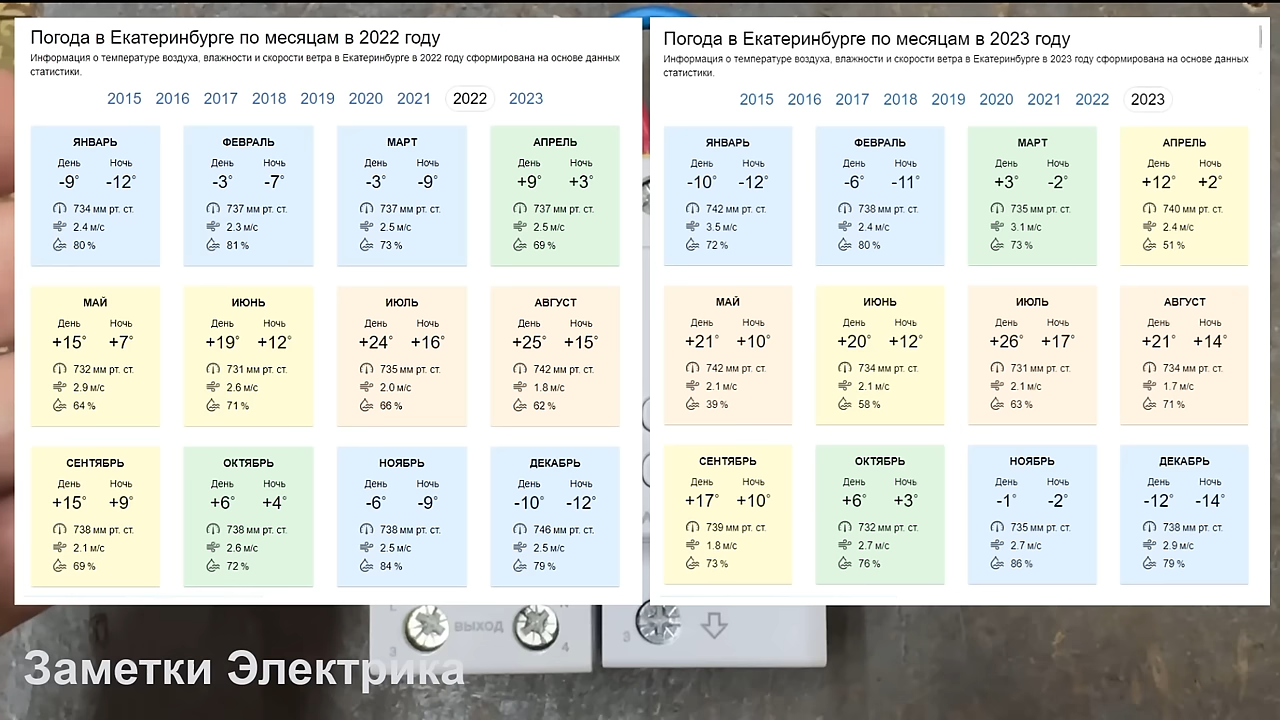 Погода в Екатеринбурге по месяцам в 2022 году
Информация о температуре воздуха, влажности и скорости ветра в Екатеринбурге в 2022 году сформирована на основе данных
статистики.
2015 2016 2017 2018 2019 2020 2021 2022 2023
ЯНВАРЬ ФЕВРАЛЬ МАРТ АПРЕЛЬ
День Ночь День Ночь День Ночь День Ночь
-9° -12° -3° -7° -3° -9° +9° +3°
734 мм рт. ст. 737 мм рт. ст. 737 мм рт. ст. 737 мм рт. ст.
2.4 м/с 2.3 м/с 2.5 м/с 2.5 м/с
80 % 81 % 73 % 69 %
МАЙ ИЮНЬ ИЮЛЬ АВГУСТ
День Ночь День Ночь День Ночь День Ночь
+15° +7° +19° +12° +24° +16° +25° +15°
732 мм рт. ст. 731 мм рт. ст. 735 мм рт. ст. 742 мм рт. ст.
2.9 м/с 2.6 м/с 2.0 м/с 1.8 м/с
64 % 71 % 66 % 62 %
СЕНТЯБРЬ ОКТЯБРЬ НОЯБРЬ ДЕКАБРЬ
День Ночь День Ночь День Ночь День Ночь
+15° +9° +6° +4° -6° -9° -10° -12°
738 мм рт. ст. 738 мм рт. ст. 738 мм рт. ст. 746 мм рт. ст.
2.1 м/с 2.6 м/с 2.5 м/с 2.5 м/с
69 % 72 % 84 % 79 %
Погода в Екатеринбурге по месяцам в 2023 году
Информация о температуре воздуха, влажности и скорости ветра в Екатеринбурге в 2023 году сформирована на основе данных
статистики.
2015 2016 2017 2018 2019 2020 2021 2022 2023
ЯНВАРЬ ФЕВРАЛЬ МАРТ АПРЕЛЬ
День Ночь День Ночь День Ночь День Ночь
-10° -12° -6° -11° +3° -2° +12° +2°
742 мм рт. ст. 738 мм рт. ст. 735 мм рт. ст. 740 мм рт. ст.
3.5 м/с 2.4 м/с 3.1 м/с 2.4 м/с
72 % 80 % 73 % 51 %
МАЙ ИЮНЬ ИЮЛЬ АВГУСТ
День Ночь День Ночь День Ночь День Ночь
+21° +10° +20° +12° +26° +17° +21° +14°
742 мм рт. ст. 734 мм рт. ст. 731 мм рт. ст. 734 мм рт. ст.
2.1 м/с 2.1 м/с 2.1 м/с 1.7 м/с
39 % 58 % 63 % 71 %
СЕНТЯБРЬ ОКТЯБРЬ НОЯБРЬ ДЕКАБРЬ
День Ночь День Ночь День Ночь День Ночь
+17° +10° +6° +3° -1° -2° -12° -14°
739 мм рт. ст. 732 мм рт. ст. 735 мм рт. ст. 738 мм рт. ст.
1.8 м/с 2.7 м/с 2.7 м/с 2.9 м/с
73 % 76 % 86 % 79 %
ВЫХОД
3 4
3
Заметки Электрика